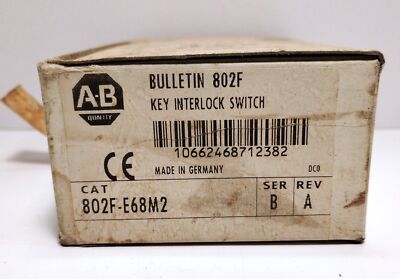 A-B
QUALITY
BULLETIN 802F
KEY INTERLOCK SWITCH
10662468712382
CE
MADE IN GERMANY
DC0
CAT
802F-E68M2
SER
B
REV
A